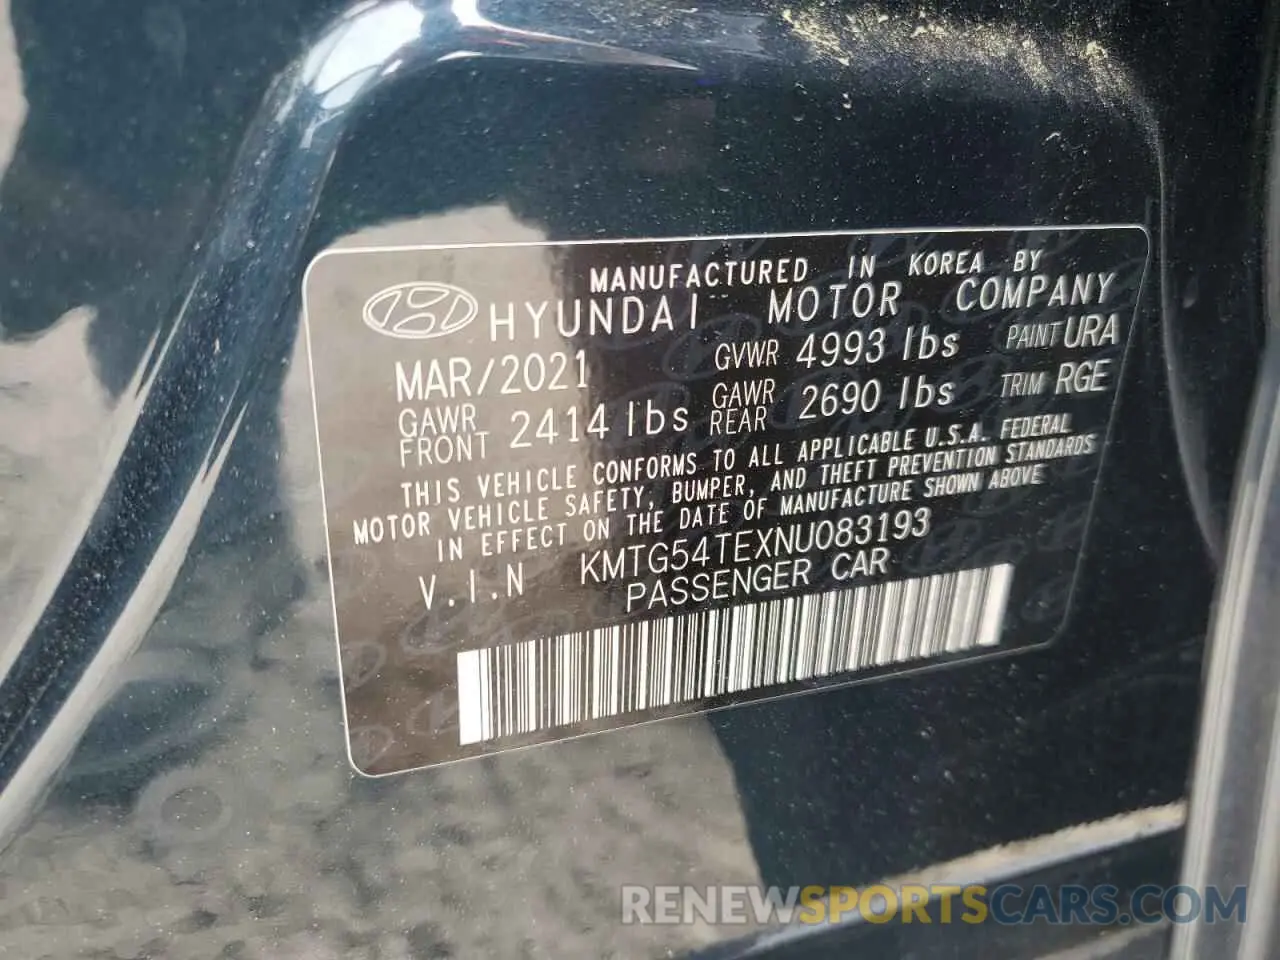 MANUFACTURED IN KOREA BY
HYUNDAI MOTOR COMPANY
MAR/2021 GVWR 4993 lbs PAINT URA
GAWR FRONT 2414 lbs GAWR REAR 2690 lbs TRIM RGE
THIS VEHICLE CONFORMS TO ALL APPLICABLE U.S.A. FEDERAL
MOTOR VEHICLE SAFETY, BUMPER, AND THEFT PREVENTION STANDARDS
IN EFFECT ON THE DATE OF MANUFACTURE SHOWN ABOVE
V.I.N KMTG54TEXNU083193
PASSENGER CAR
RENEWSPORTSCARS.COM